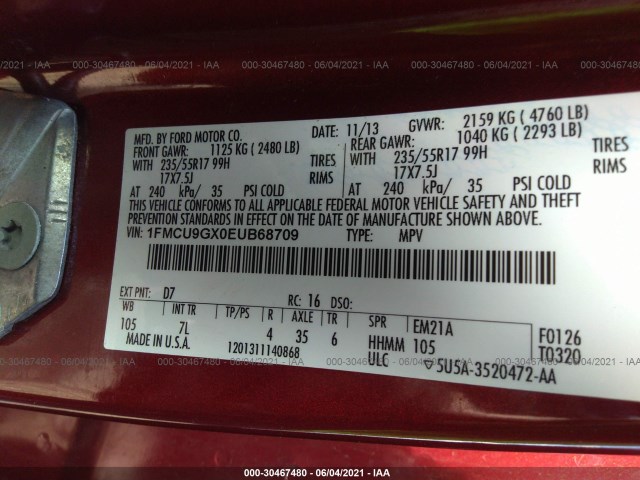 000-30467480 - 06/04/2021 - IAA
MFD. BY FORD MOTOR CO.
DATE: 11/13 GVWR: 2159 KG ( 4760 LB)
FRONT GAWR: 1125 KG ( 2480 LB) REAR GAWR: 1040 KG ( 2293 LB)
WITH 235/55R17 99H TIRES WITH 235/55R17 99H TIRES
17X7.5J RIMS 17X7.5J RIMS
AT 240 kPa/ 35 PSI COLD AT 240 kPa/ 35 PSI COLD
THIS VEHICLE CONFORMS TO ALL APPLICABLE FEDERAL MOTOR VEHICLE SAFETY AND BUMPER
PREVENTION STANDARDS IN EFFECT ON THE DATE OF MANUFACTURE SHOWN ABOVE.
VIN: 1FMCU9GX0EUB68709 TYPE: MPV
EXT PNT: D7 RC: 16 DSO:
WB INT TR TP/PS R AXLE TR SPR EM21A F0126
105 7L 4 35 6 HHMM 105 T0320
MADE IN U.S.A. 1201311140868 ULC 5U5A-3520472-AA
000-30467480 - 06/04/2021 - IAA